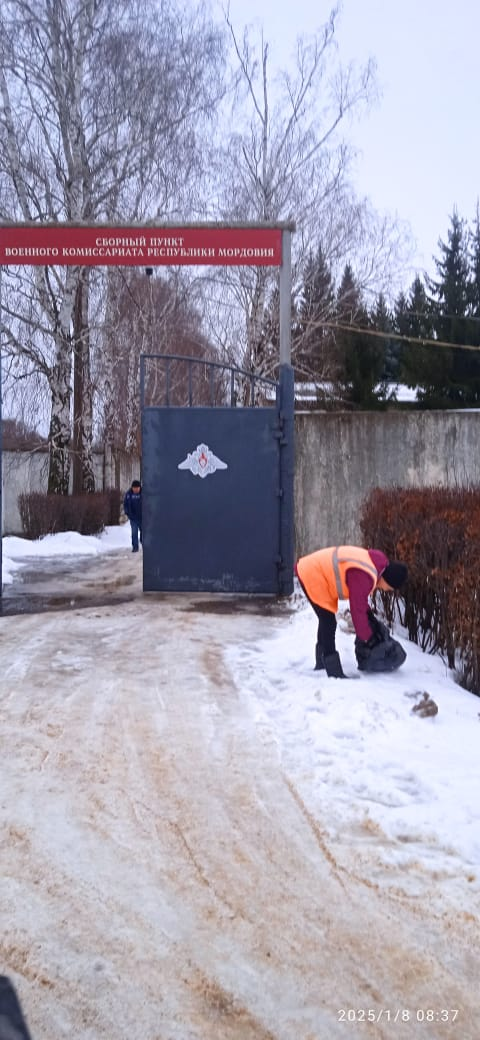 СБОРНЫЙ ПУНКТ
ВОЕННОГО КОМИССАРИАТА РЕСПУБЛИКИ МОРДОВИЯ
2025/1/8 08:37